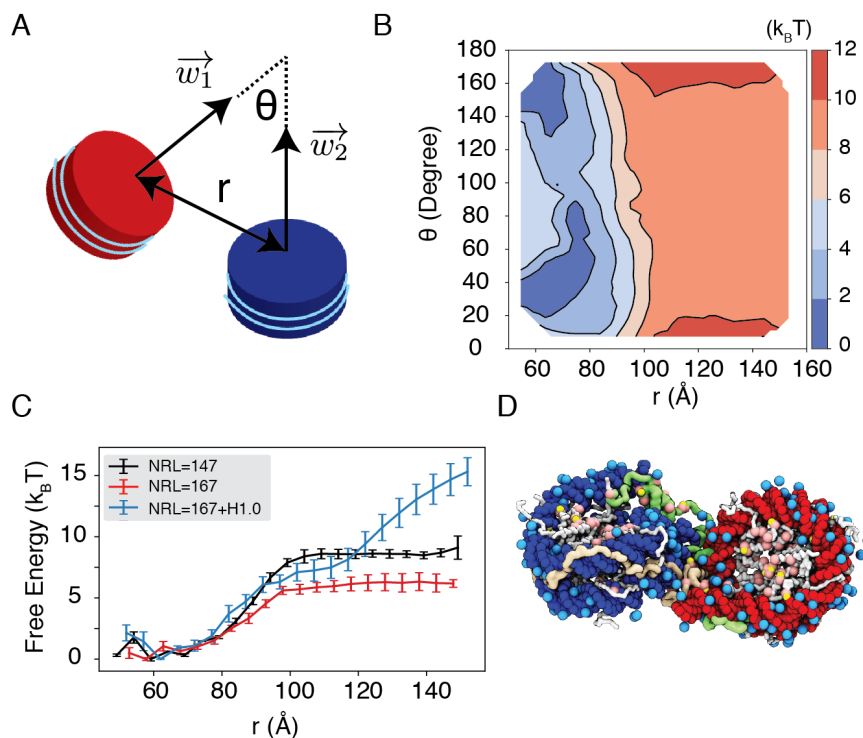 A
w₁
θ
w₂
r
B
(k_BT)
θ (Degree)
180
160
140
120
100
80
60
40
20
0
60 80 100 120 140 160
r (Å)
12
10
8
6
4
2
0
C
NRL=147
NRL=167
NRL=167+H1.0
Free Energy (k_BT)
15
10
5
0
60 80 100 120 140
r (Å)
D